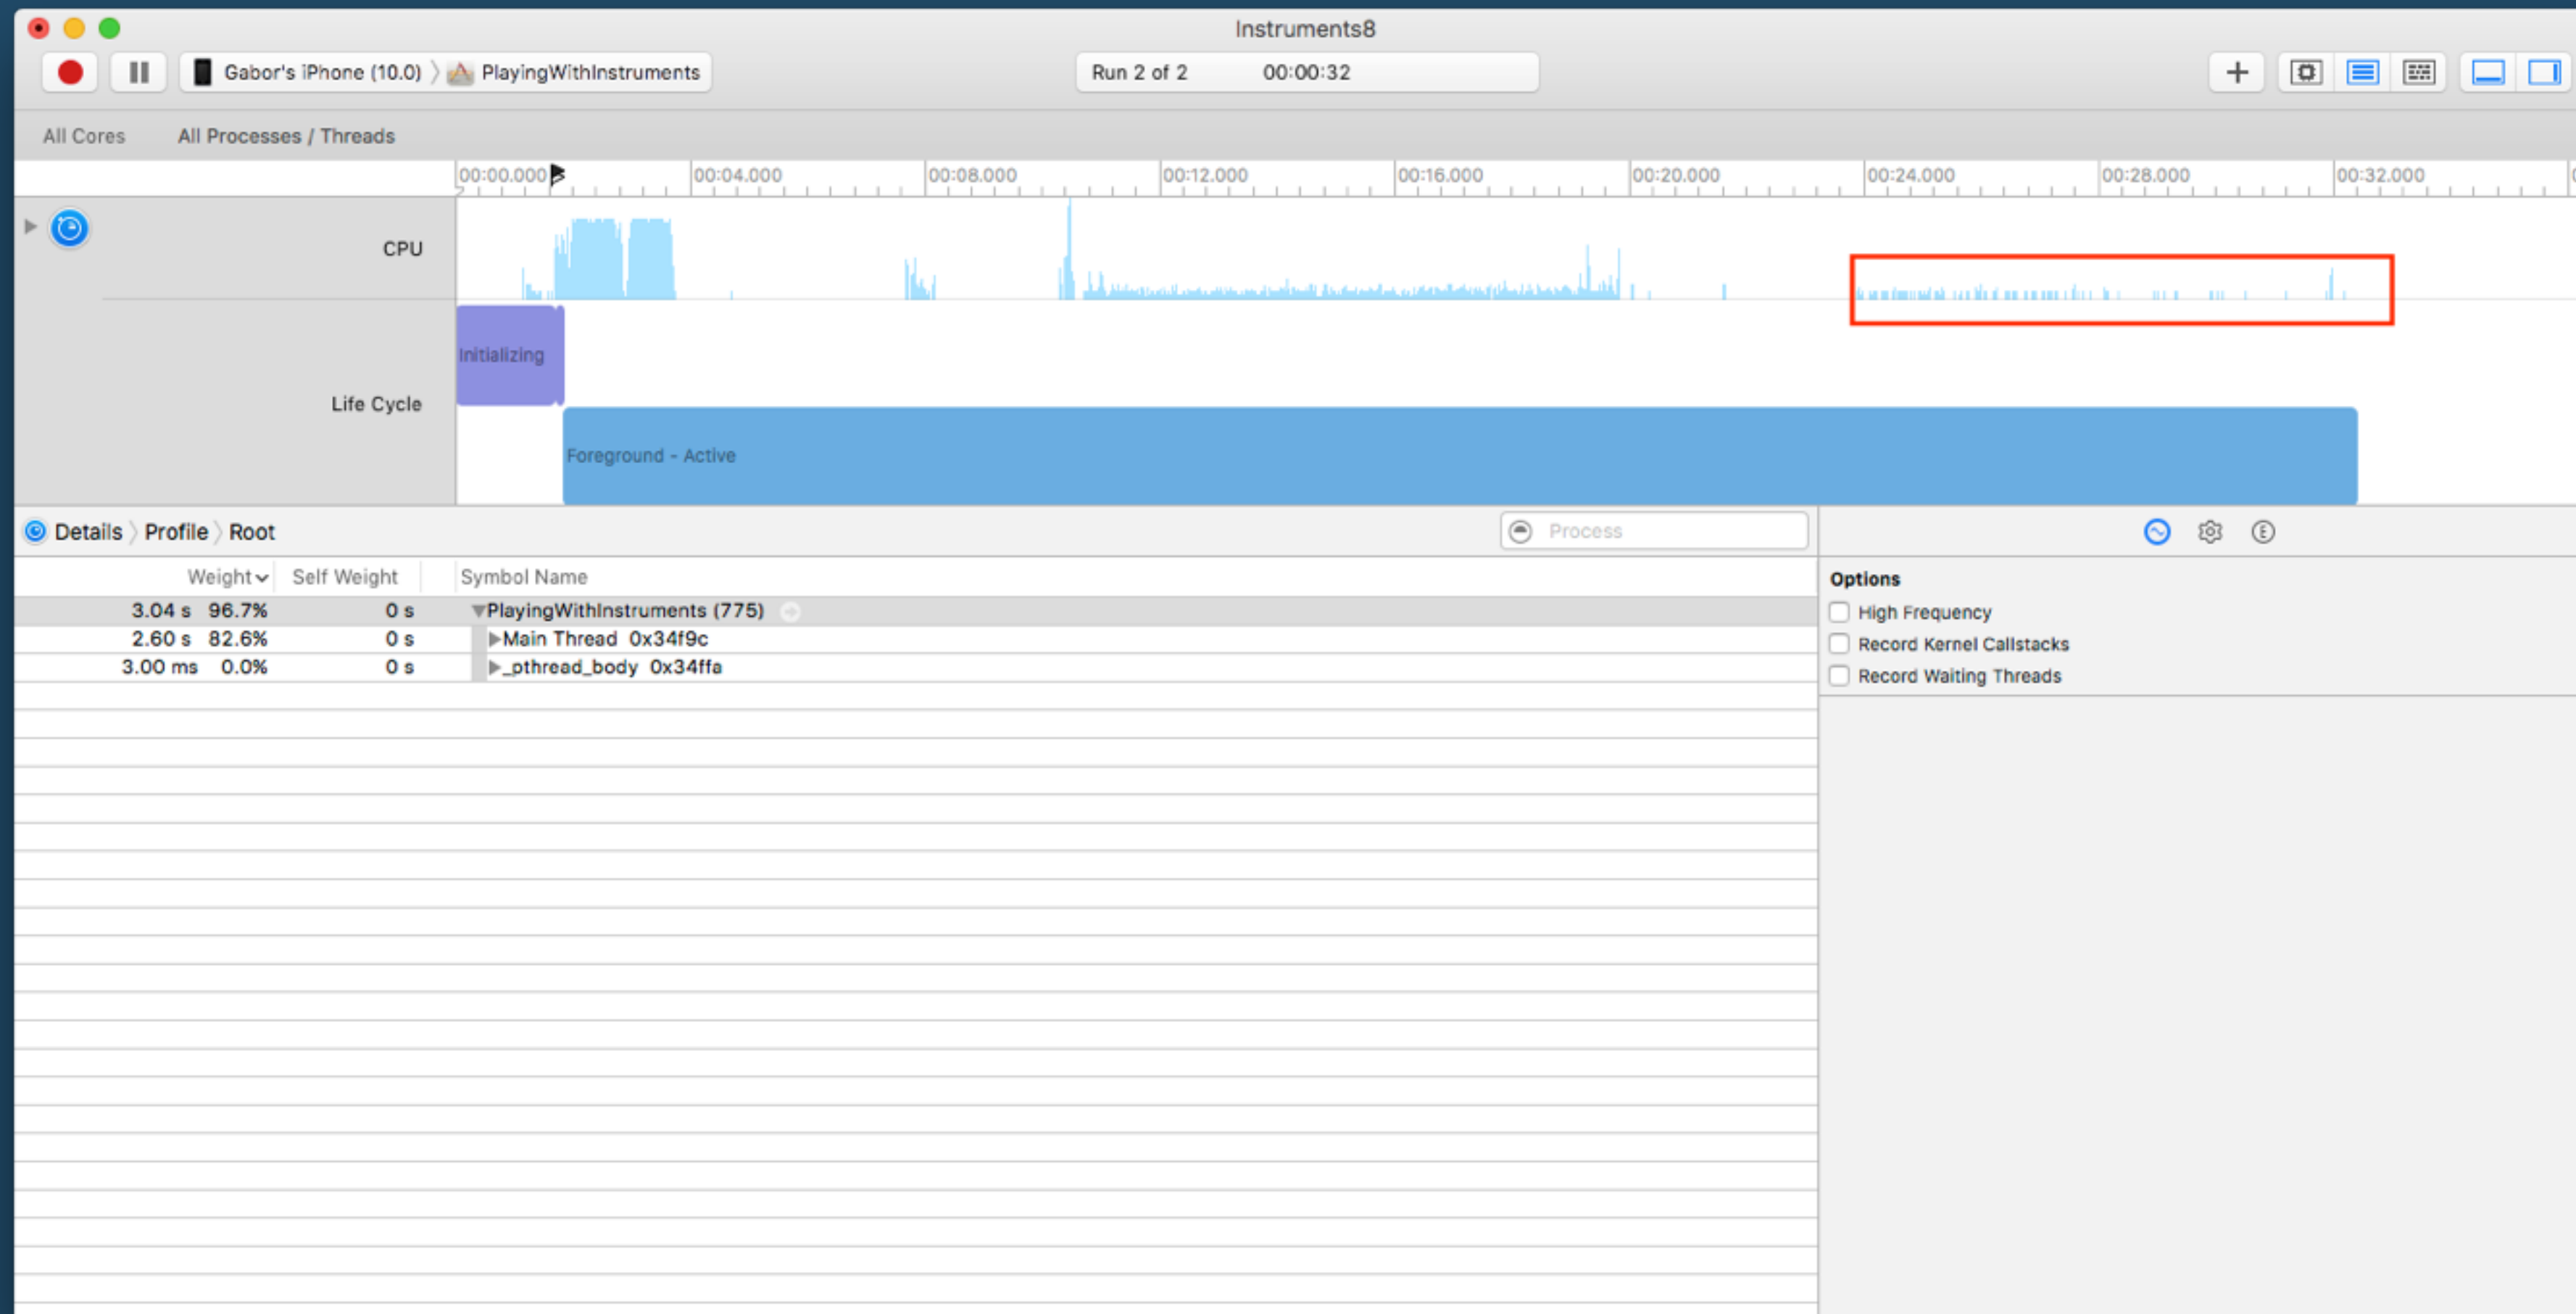 Instruments8
Gabor's iPhone (10.0) PlayingWithInstruments Run 2 of 2 00:00:32
All Cores All Processes / Threads
00:00.000 00:04.000 00:08.000 00:12.000 00:16.000 00:20.000 00:24.000 00:28.000 00:32.000
CPU
Initializing
Life Cycle
Foreground - Active
Details Profile Root Process
Weight Self Weight Symbol Name
3.04 s 96.7% 0 s PlayingWithInstruments (775)
2.60 s 82.6% 0 s Main Thread 0x34f9c
3.00 ms 0.0% 0 s _pthread_body 0x34ffa
Options
High Frequency
Record Kernel Callstacks
Record Waiting Threads